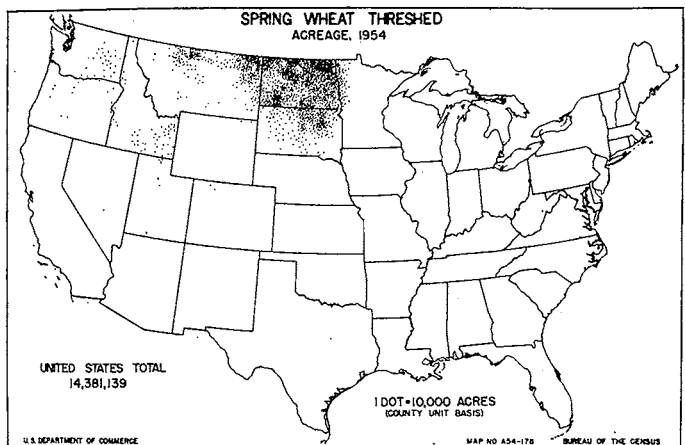 SPRING WHEAT THRESHED
ACREAGE, 1954
UNITED STATES TOTAL
14,381,139
1 DOT=10,000 ACRES
(COUNTY UNIT BASIS)
U.S. DEPARTMENT OF COMMERCE
MAP NO A54-178
BUREAU OF THE CENSUS